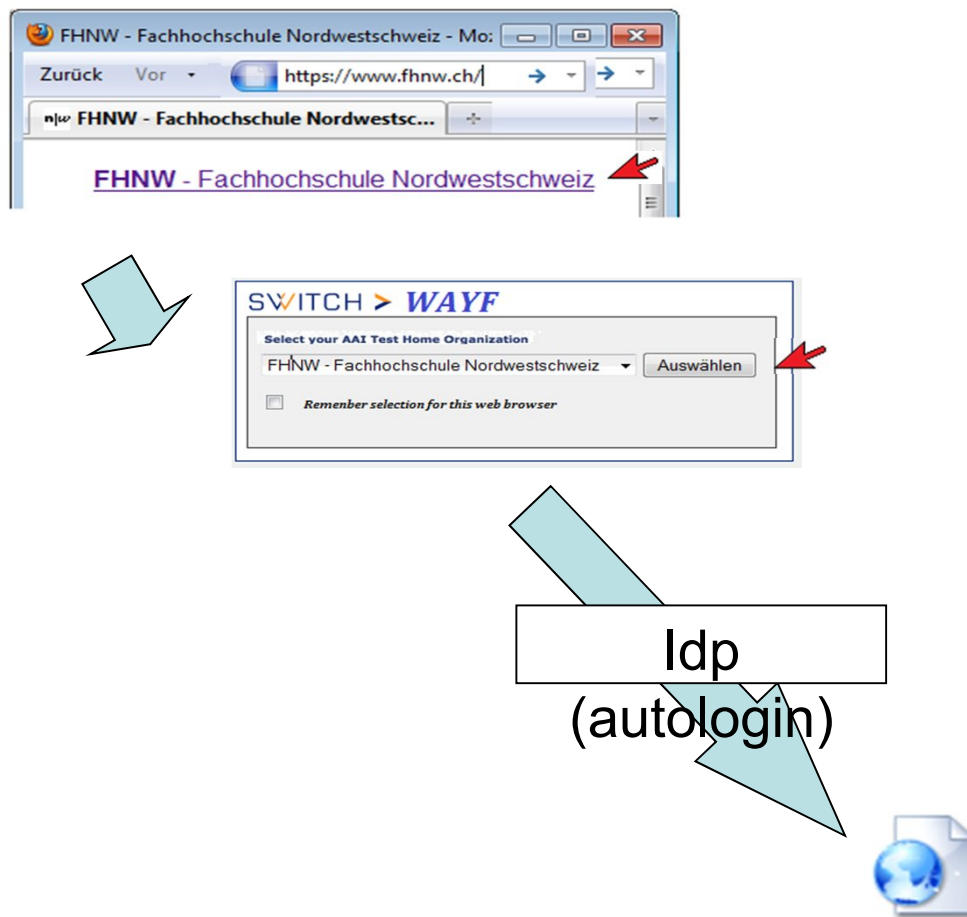 FHNW - Fachhochschule Nordwestschweiz - Mo:
Zurück Vor https://www.fhnw.ch/
n|w FHNW - Fachhochschule Nordwestsc...
FHNW - Fachhochschule Nordwestschweiz
SWITCH > WAYF
Select your AAI Test Home Organization
FHNW - Fachhochschule Nordwestschweiz Auswählen
Remenber selection for this web browser
Idp
(autologin)